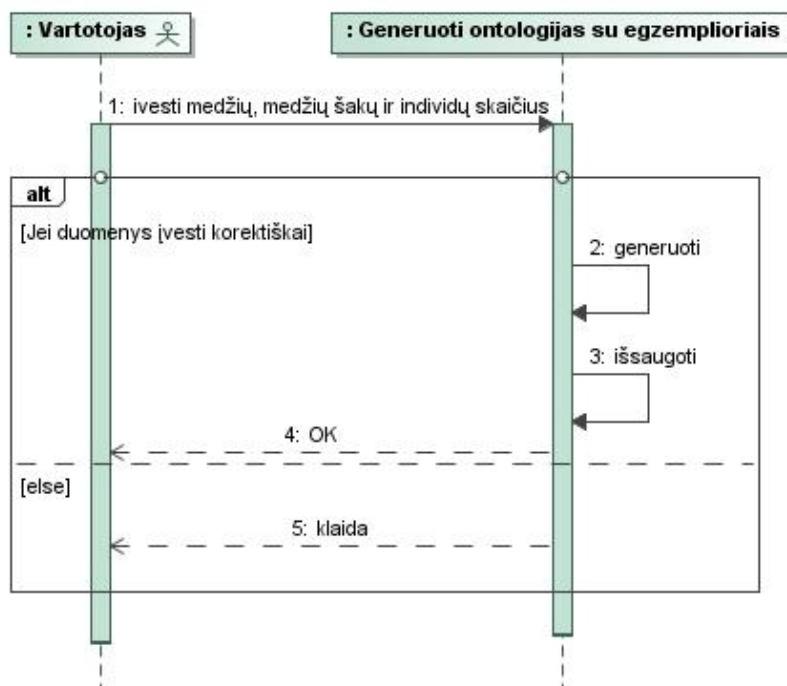 : Vartotojas
: Generuoti ontologijas su egzemplioriais
1: ivesti medžių, medžių šakų ir individų skaičius
alt
[Jei duomenys įvesti korektiškai]
2: generuoti
3: išsaugoti
4: OK
[else]
5: klaida